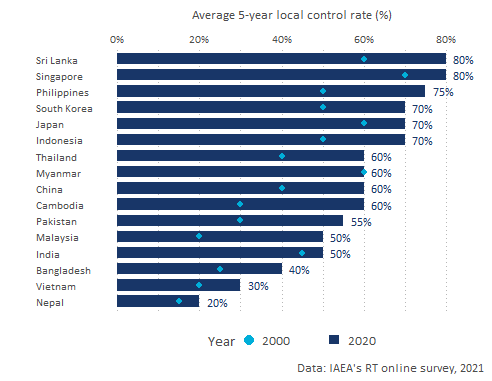 Average 5-year local control rate (%)
0% 20% 40% 60% 80%
Sri Lanka 80%
Singapore 80%
Philippines 75%
South Korea 70%
Japan 70%
Indonesia 70%
Thailand 60%
Myanmar 60%
China 60%
Cambodia 60%
Pakistan 55%
Malaysia 50%
India 50%
Bangladesh 40%
Vietnam 30%
Nepal 20%
Year 2000 2020
Data: IAEA's RT online survey, 2021